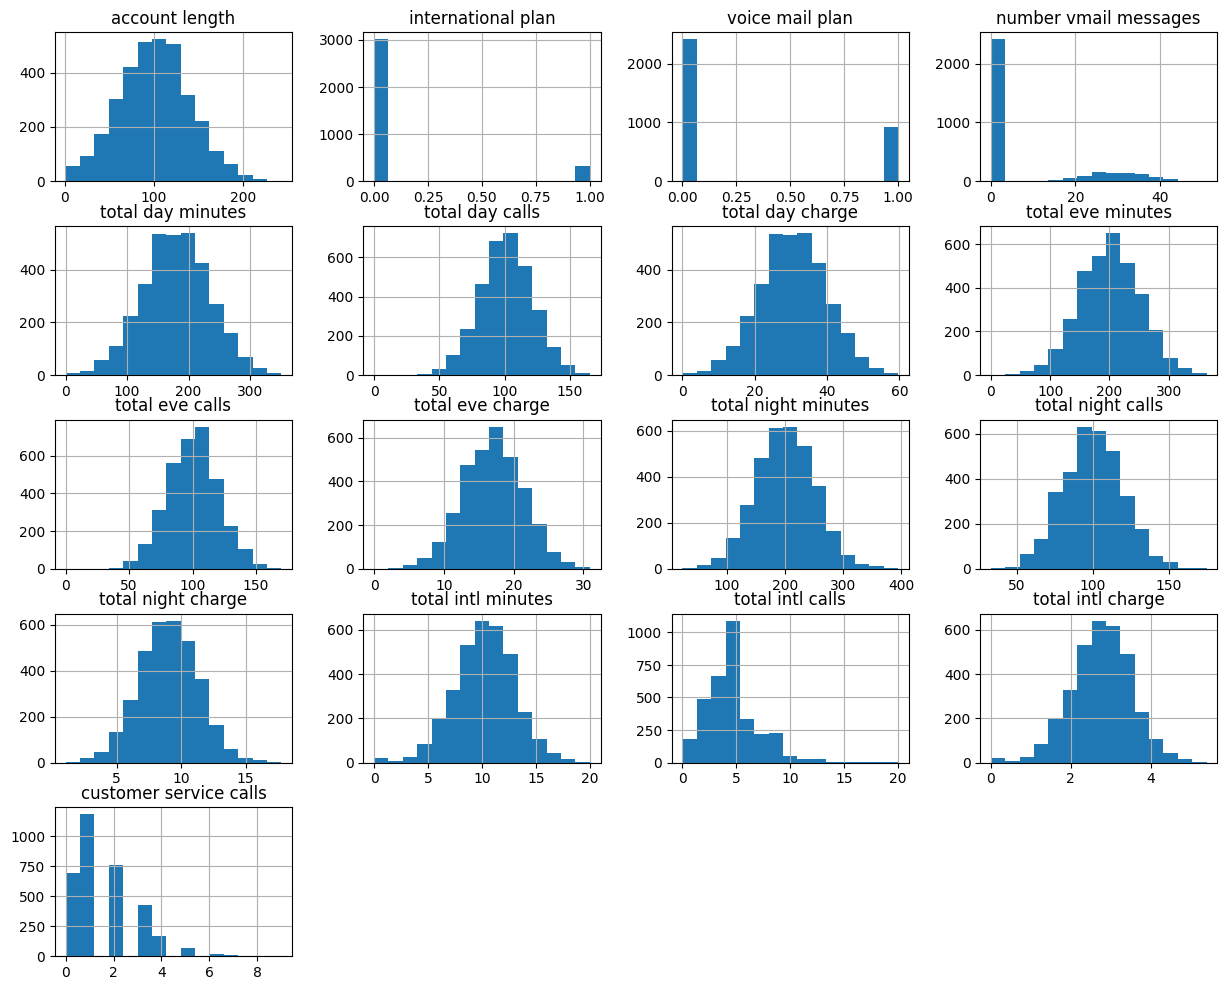 account length
international plan
voice mail plan
number vmail messages
400
200
0
0 100 200
3000
2000
1000
0
0.00 0.25 0.50 0.75 1.00
2000
1000
0
0.00 0.25 0.50 0.75 1.00
2000
1000
0
0 20 40
total day minutes
total day calls
total day charge
total eve minutes
400
200
0
0 100 200 300
600
400
200
0
0 50 100 150
400
200
0
0 20 40 60
600
400
200
0
0 100 200 300
total eve calls
total eve charge
total night minutes
total night calls
600
400
200
0
0 50 100 150
600
400
200
0
0 10 20 30
600
400
200
0
100 200 300 400
600
400
200
0
50 100 150
total night charge
total intl minutes
total intl calls
total intl charge
600
400
200
0
5 10 15
600
400
200
0
0 5 10 15 20
1000
750
500
250
0
0 5 10 15 20
600
400
200
0
0 2 4
customer service calls
1000
750
500
250
0
0 2 4 6 8